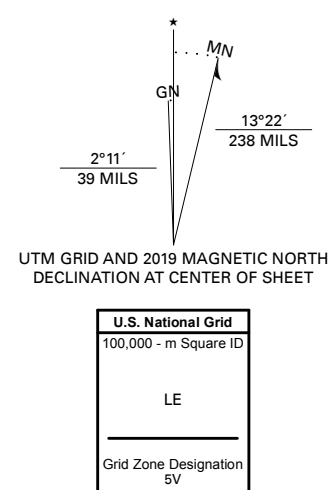 ★
MN
GN
13°22´
238 MILS
2°11´
39 MILS
UTM GRID AND 2019 MAGNETIC NORTH
DECLINATION AT CENTER OF SHEET
U.S. National Grid
100,000 - m Square ID
LE
Grid Zone Designation
5V